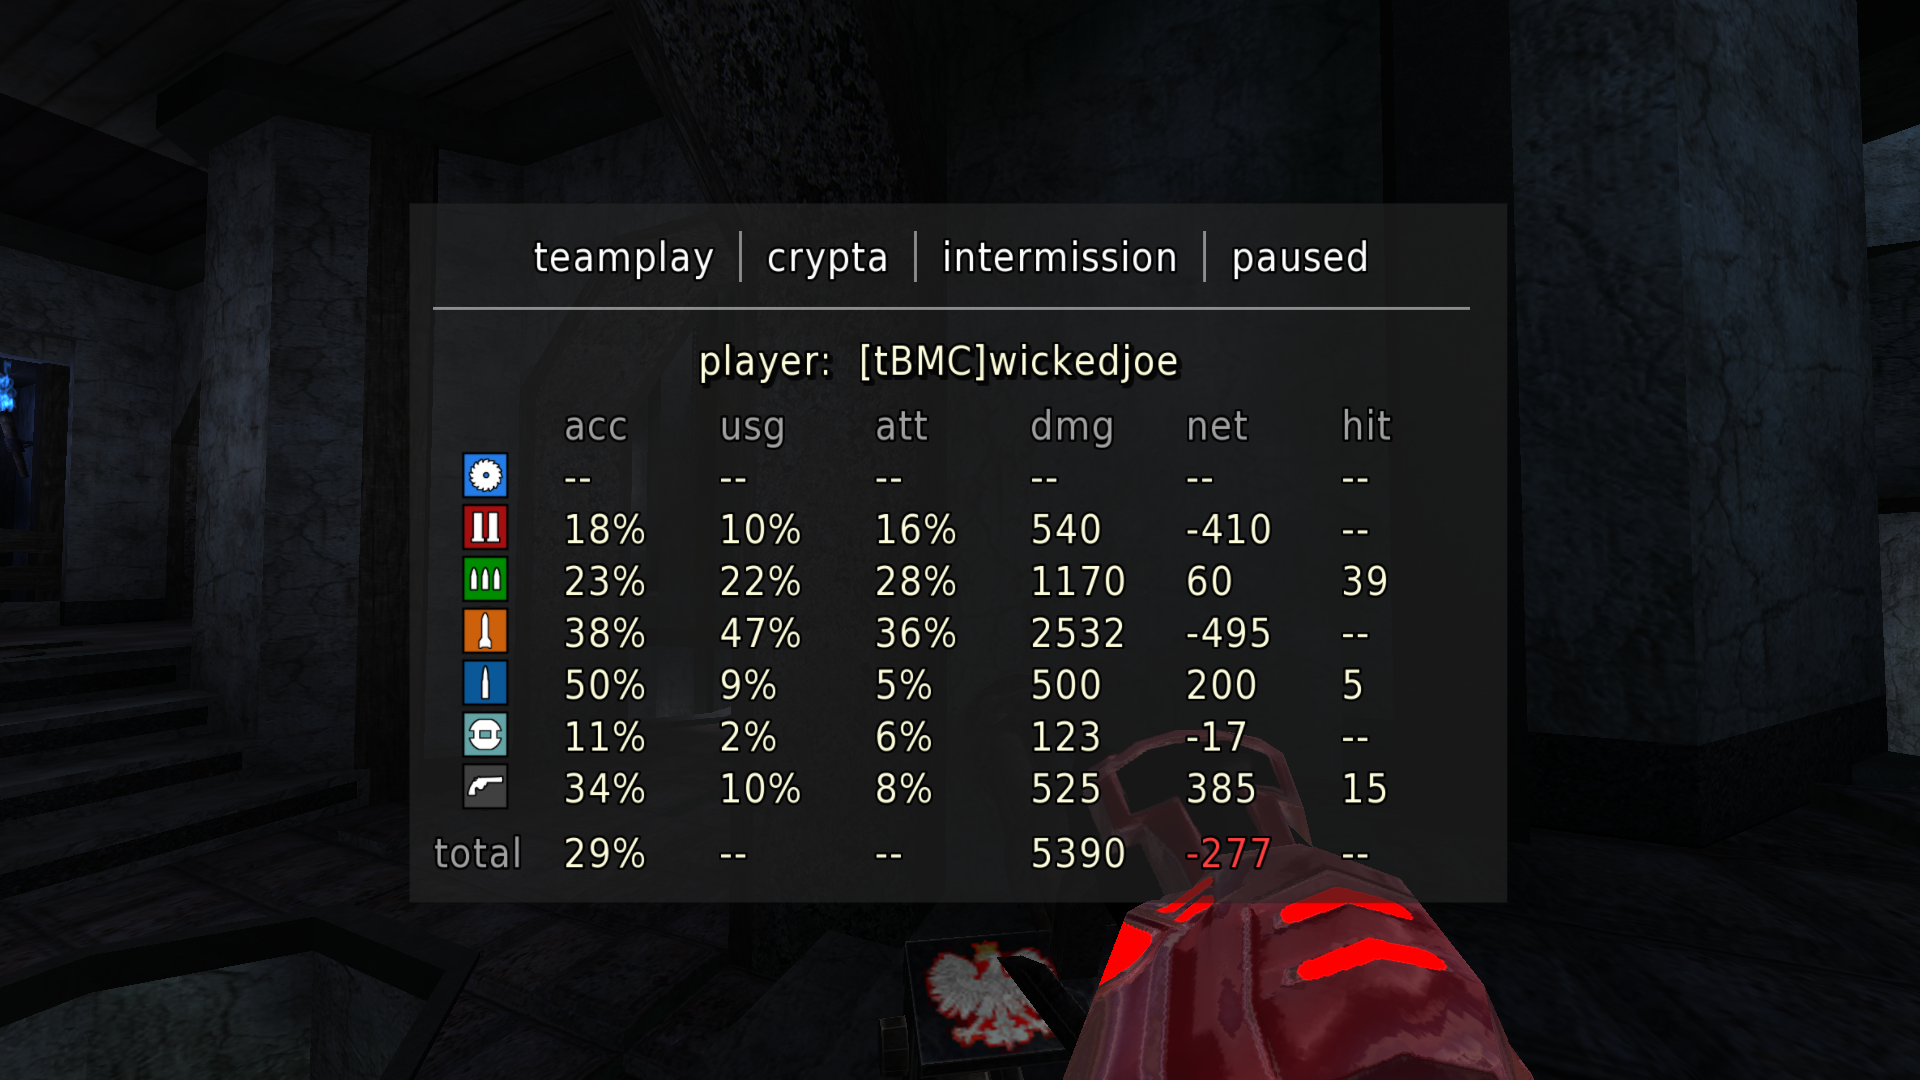 teamplay | crypta | intermission | paused
player: [tBMC]wickedjoe
acc usg att dmg net hit
-- -- -- -- -- --
18% 10% 16% 540 -410 --
23% 22% 28% 1170 60 39
38% 47% 36% 2532 -495 --
50% 9% 5% 500 200 5
11% 2% 6% 123 -17 --
34% 10% 8% 525 385 15
total 29% -- -- 5390 -277 --